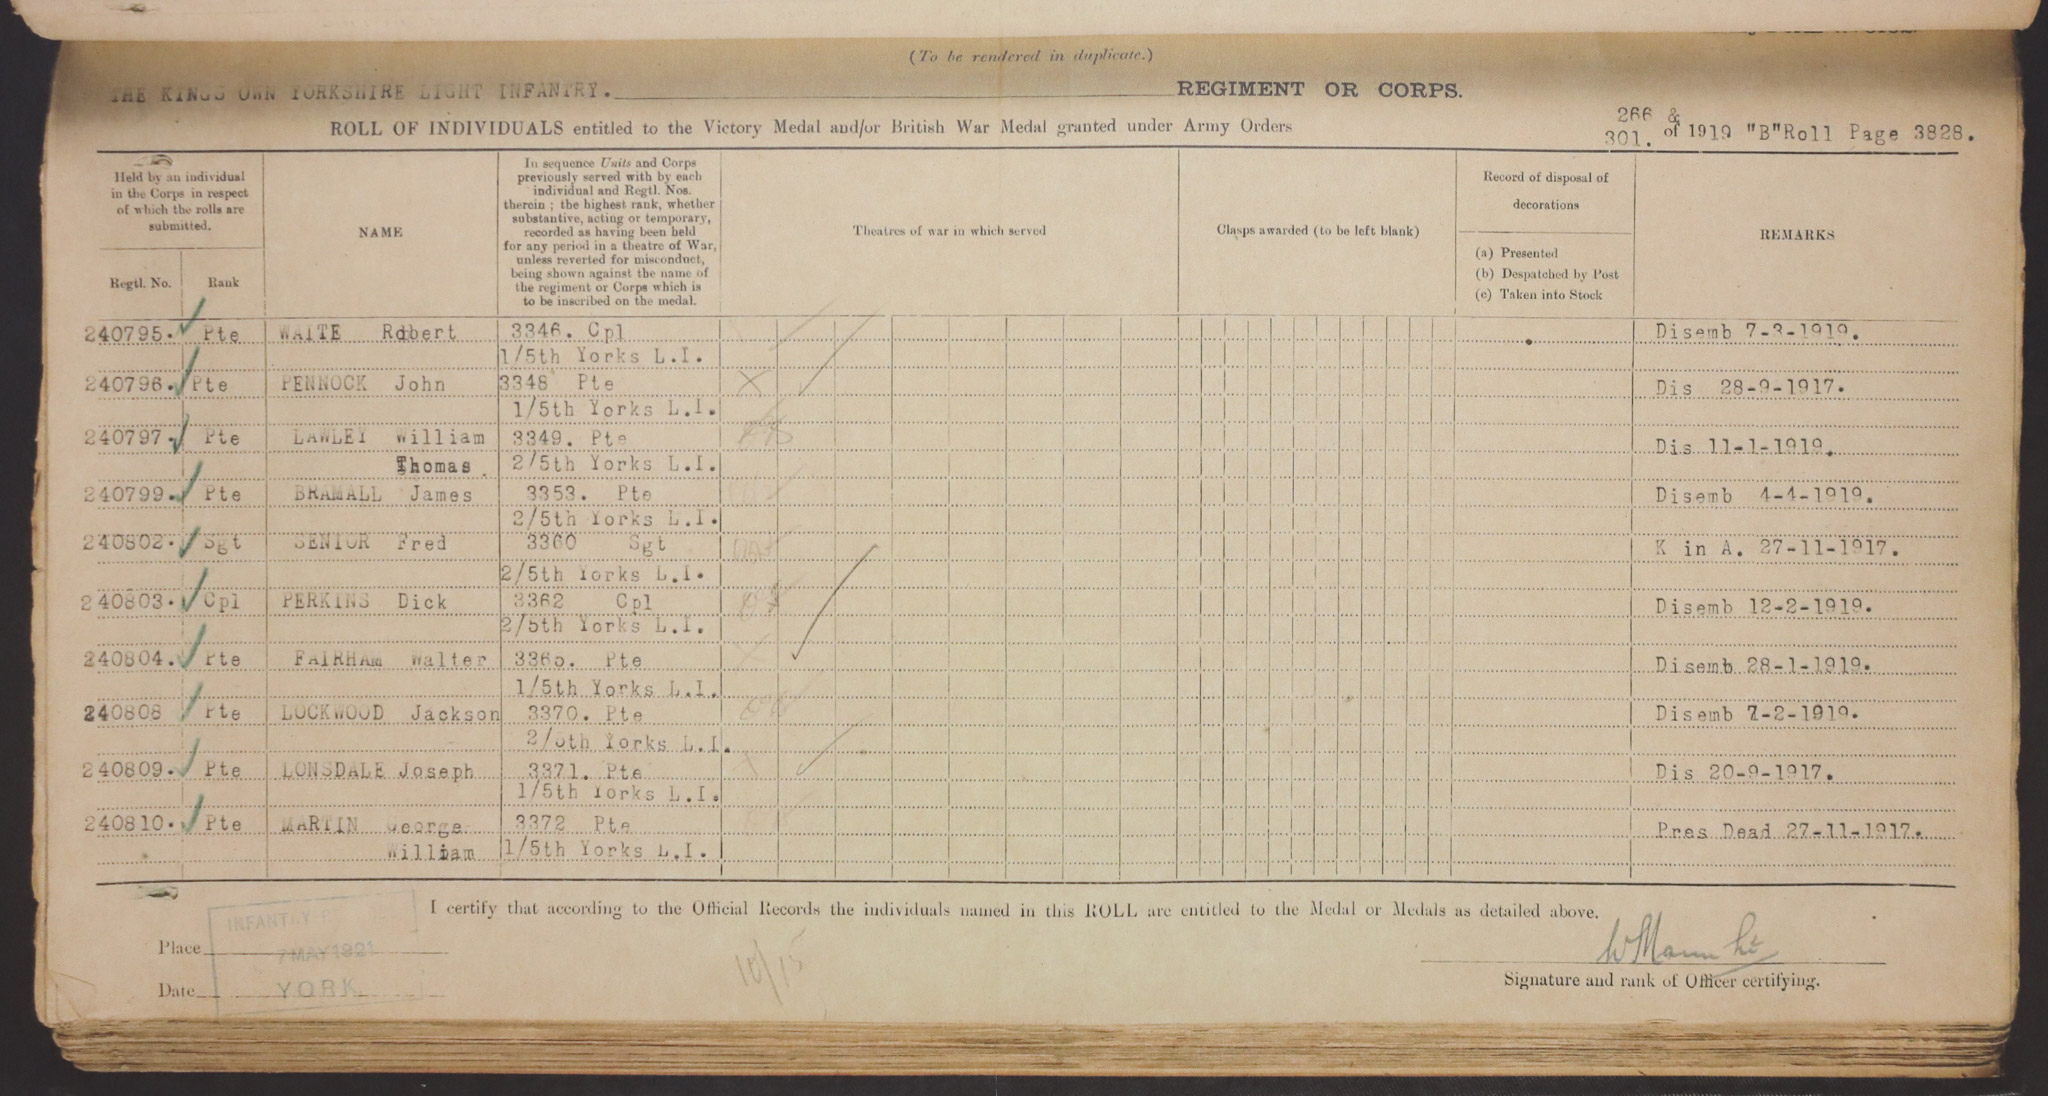 (To be rendered in duplicate.)
THE KINGS OWN YORKSHIRE LIGHT INFANTRY. REGIMENT OR CORPS.
ROLL OF INDIVIDUALS entitled to the Victory Medal and/or British War Medal granted under Army Orders 266 & 301. of 1919 "B"Roll Page 3828.
Held by an individual
in the Corps in respect
of which the rolls are
submitted.
Regtl. No.
Rank
NAME
In sequence Units and Corps
previously served with by each
individual and Regtl. Nos.
therein ; the highest rank, whether
substantive, acting or temporary,
recorded as having been held
for any period in a theatre of War,
unless reverted for misconduct,
being shown against the name of
the regiment or Corps which is
to be inscribed on the medal.
Theatres of war in which served
Clasps awarded (to be left blank)
Record of disposal of
decorations
(a) Presented
(b) Despatched by Post
(c) Taken into Stock
REMARKS
240795. Pte WAITE Robert 3346. Cpl Disemb 7-3-1919.
1/5th Yorks L.I.
240796. Pte PENNOCK John 3348 Pte X Dis 28-9-1917.
1/5th Yorks L.I.
240797. Pte LAWLEY William 3349. Pte Dis 11-1-1919.
Thomas. 2/5th Yorks L.I.
240799. Pte BRAMALL James 3353. Pte Disemb 4-4-1919.
2/5th Yorks L.I.
240802. Sgt SENIOR Fred 3360 Sgt K in A. 27-11-1917.
2/5th Yorks L.I.
240803. Cpl PERKINS Dick 3362 Cpl Disemb 12-2-1919.
2/5th Yorks L.I.
240804. Pte FAIRHAM Walter 3365. Pte Disemb 28-1-1919.
1/5th Yorks L.I.
240808 Pte LOCKWOOD Jackson 3370. Pte Disemb 7-2-1919.
2/5th Yorks L.I.
240809. Pte LONSDALE Joseph 3371. Pte Dis 20-9-1917.
1/5th Yorks L.I.
240810. Pte MARTIN George 3372 Pte Pres Dead 27-11-1917.
William 1/5th Yorks L.I.
I certify that according to the Official Records the individuals named in this ROLL are entitled to the Medal or Medals as detailed above.
INFANTRY
Place
7 MAY 1921
Date
YORK
10/15
Signature and rank of Officer certifying.